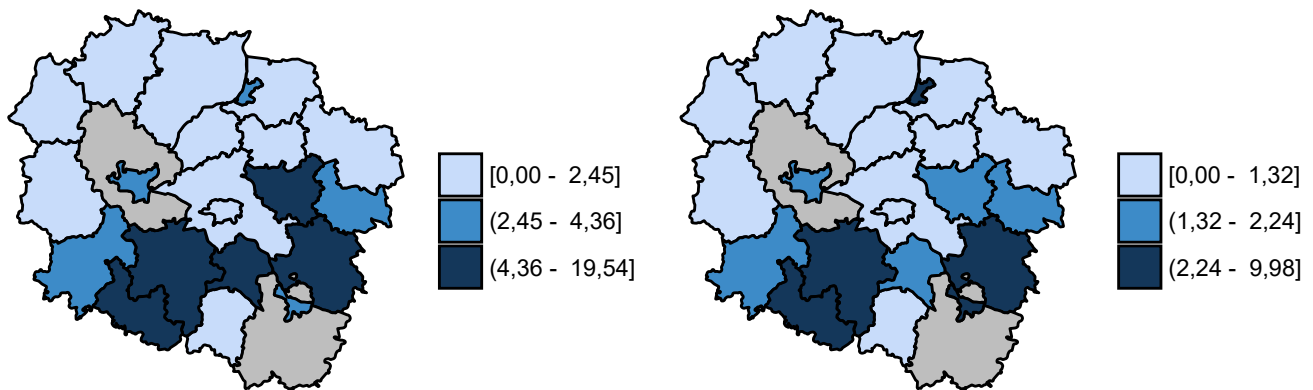 [0,00 - 2,45]
(2,45 - 4,36]
(4,36 - 19,54]
[0,00 - 1,32]
(1,32 - 2,24]
(2,24 - 9,98]